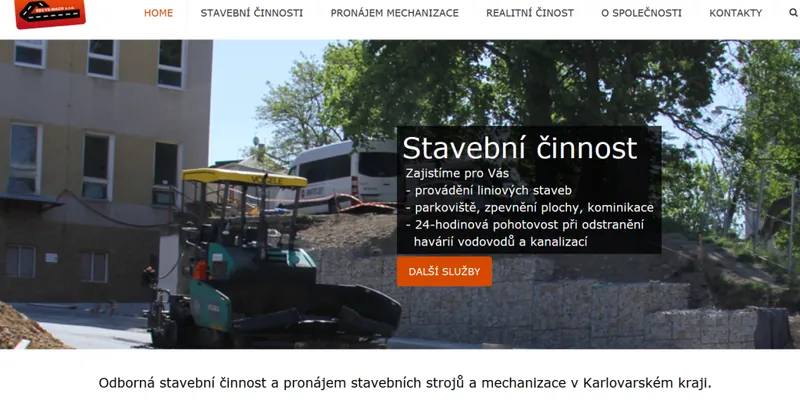 HOME STAVEBNÍ ČINNOSTI PRONÁJEM MECHANIZACE REALITNÍ ČINOST O SPOLEČNOSTI KONTAKTY
Stavební činnost
Zajistíme pro Vás
- provádění liniových staveb
- parkoviště, zpevnění plochy, kominikace
- 24-hodinová pohotovost při odstranění
havárií vodovodů a kanalizací
DALŠÍ SLUŽBY
Odborná stavební činnost a pronájem stavebních strojů a mechanizace v Karlovarském kraji.